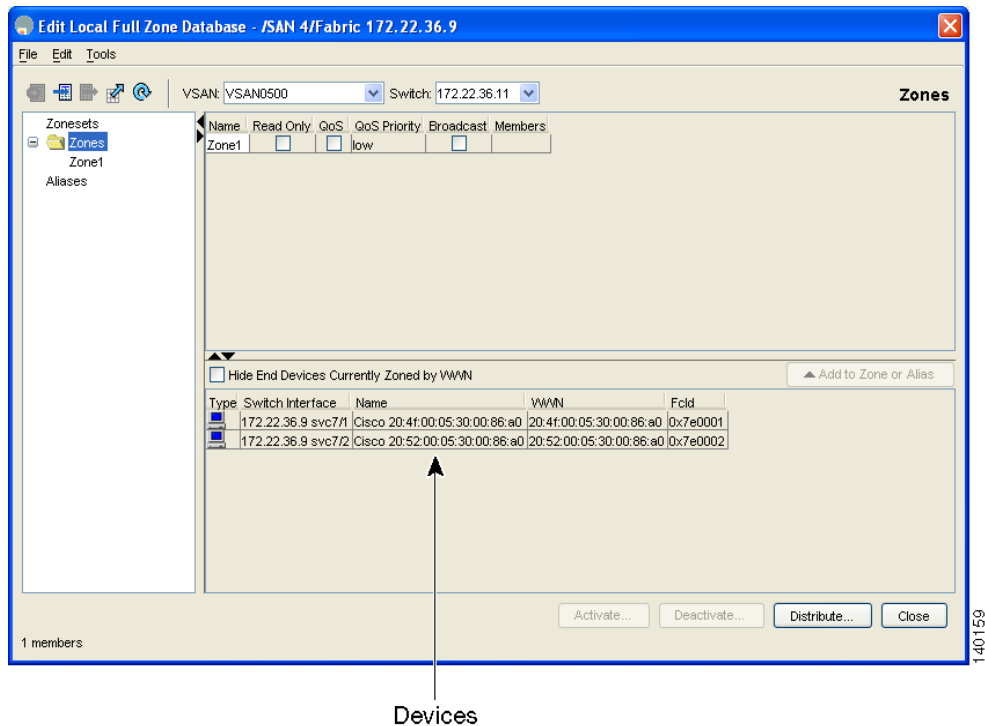 Edit Local Full Zone Database - /SAN 4/Fabric 172.22.36.9
File Edit Tools
VSAN: VSAN0500 Switch: 172.22.36.11 Zones
Zonesets
Zones
Zone1
Aliases
Name Read Only QoS QoS Priority Broadcast Members
Zone1 low
Hide End Devices Currently Zoned by WWN Add to Zone or Alias
Type Switch Interface Name WWN FcId
172.22.36.9 svc7/1 Cisco 20:4f:00:05:30:00:86:a0 20:4f:00:05:30:00:86:a0 0x7e0001
172.22.36.9 svc7/2 Cisco 20:52:00:05:30:00:86:a0 20:52:00:05:30:00:86:a0 0x7e0002
Activate... Deactivate... Distribute... Close
1 members
140159
Devices